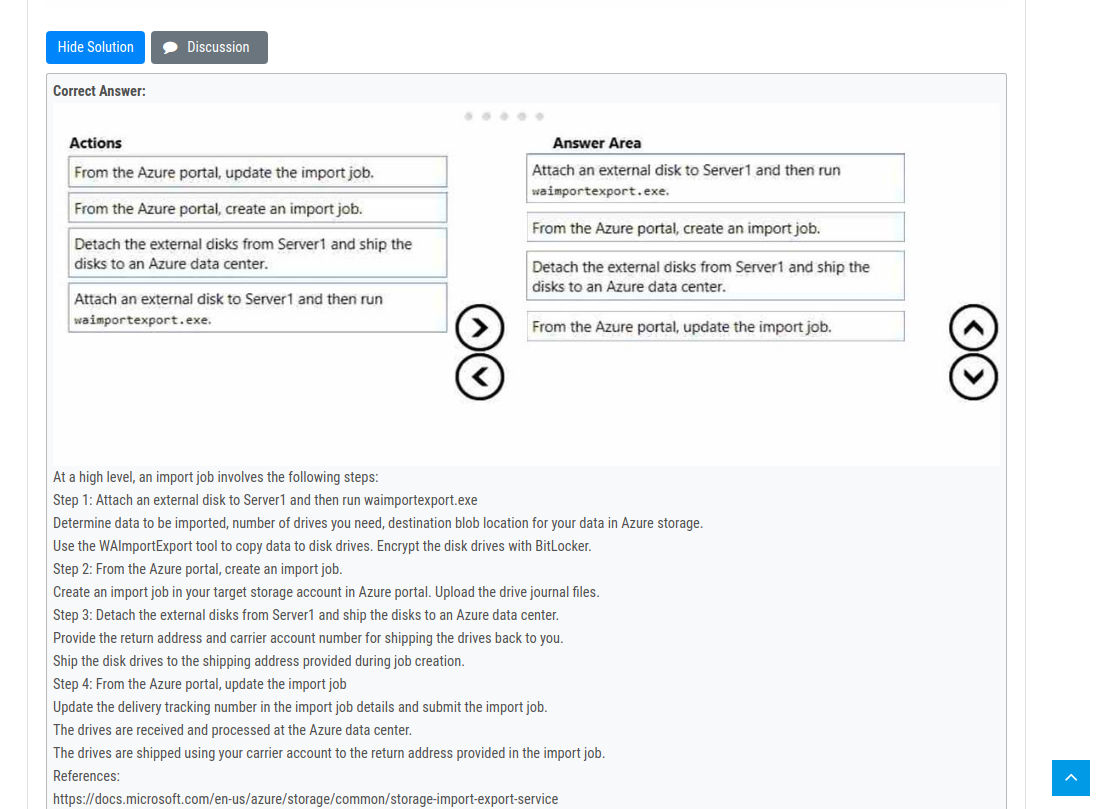 Hide Solution
Discussion
Correct Answer:
Actions
From the Azure portal, update the import job.
From the Azure portal, create an import job.
Detach the external disks from Server1 and ship the
disks to an Azure data center.
Attach an external disk to Server1 and then run
waimportexport.exe.
Answer Area
Attach an external disk to Server1 and then run
waimportexport.exe.
From the Azure portal, create an import job.
Detach the external disks from Server1 and ship the
disks to an Azure data center.
From the Azure portal, update the import job.
At a high level, an import job involves the following steps:
Step 1: Attach an external disk to Server1 and then run waimportexport.exe
Determine data to be imported, number of drives you need, destination blob location for your data in Azure storage.
Use the WAImportExport tool to copy data to disk drives. Encrypt the disk drives with BitLocker.
Step 2: From the Azure portal, create an import job.
Create an import job in your target storage account in Azure portal. Upload the drive journal files.
Step 3: Detach the external disks from Server1 and ship the disks to an Azure data center.
Provide the return address and carrier account number for shipping the drives back to you.
Ship the disk drives to the shipping address provided during job creation.
Step 4: From the Azure portal, update the import job
Update the delivery tracking number in the import job details and submit the import job.
The drives are received and processed at the Azure data center.
The drives are shipped using your carrier account to the return address provided in the import job.
References:
https://docs.microsoft.com/en-us/azure/storage/common/storage-import-export-service